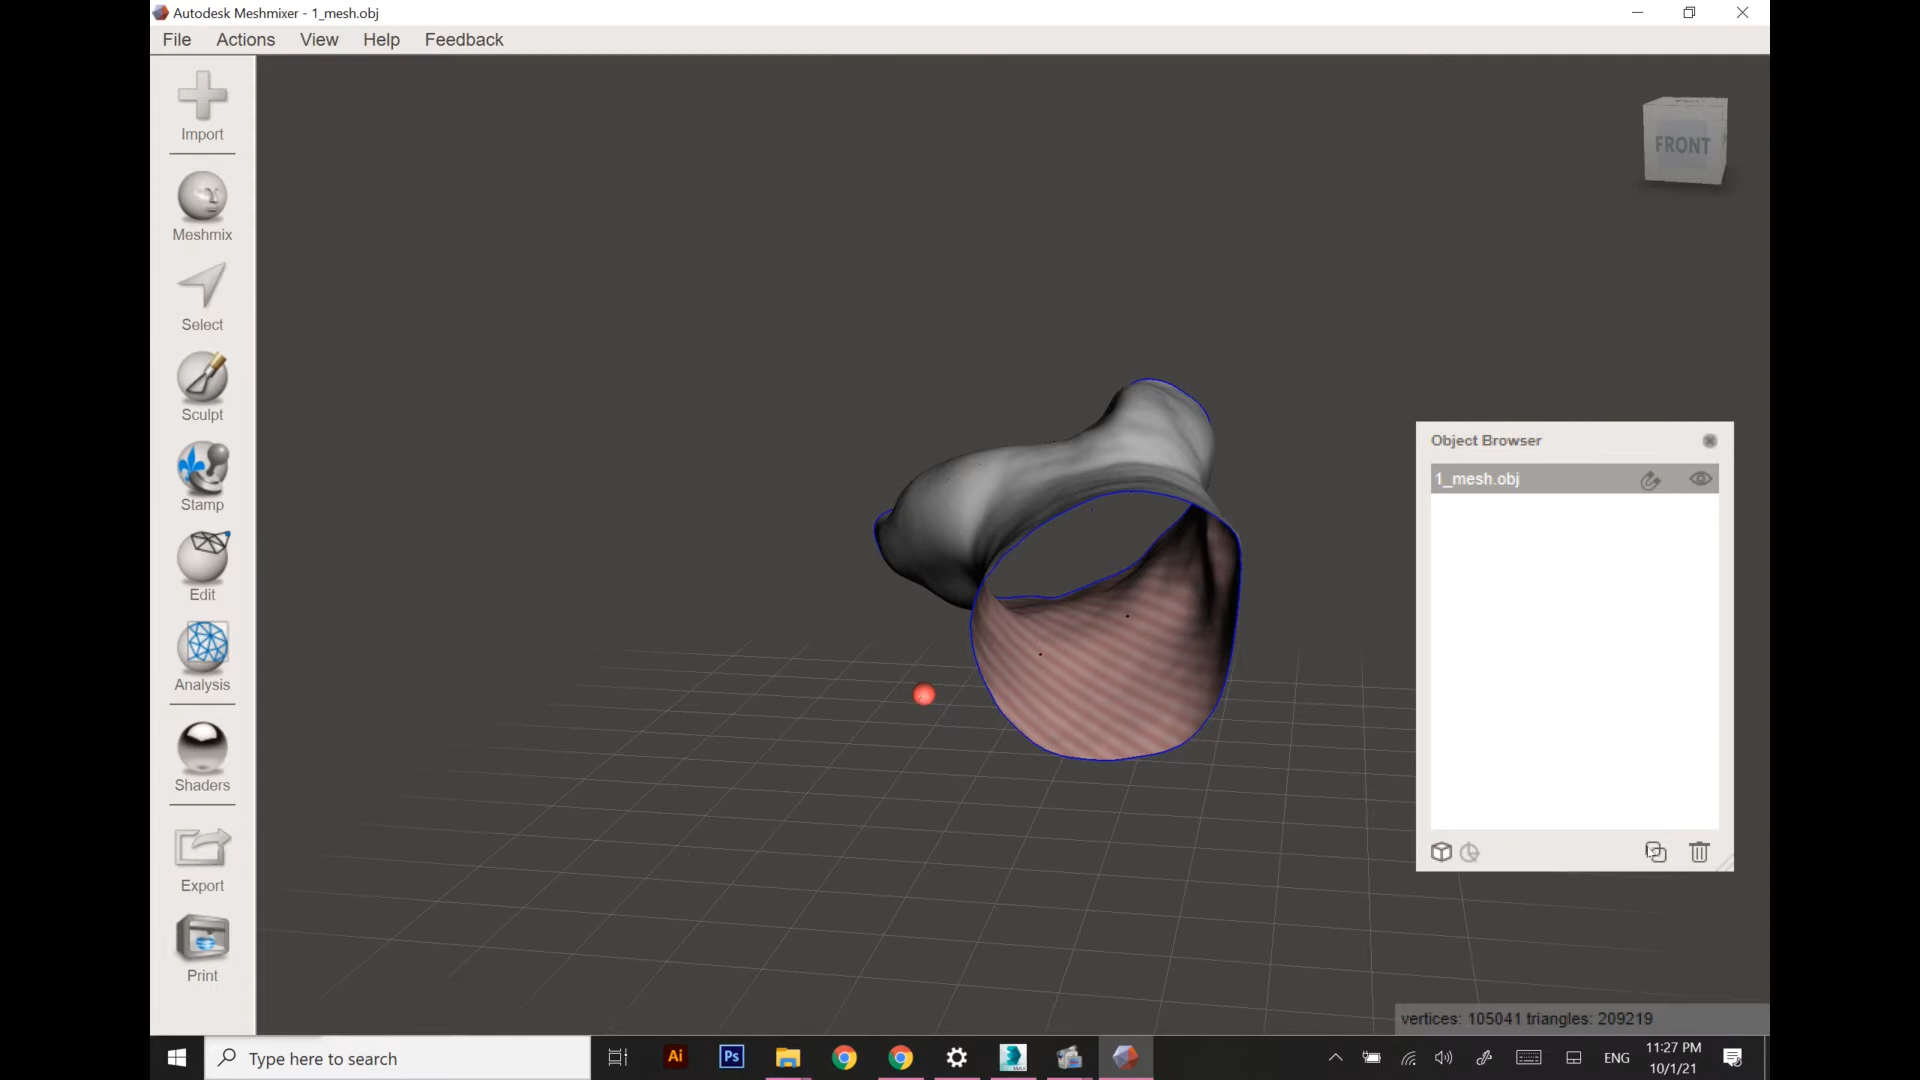 Autodesk Meshmixer - 1_mesh.obj
File Actions View Help Feedback
Import
Meshmix
Select
Sculpt
Stamp
Edit
Analysis
Shaders
Export
Print
FRONT
Object Browser
1_mesh.obj
vertices: 105041 triangles: 209219
Type here to search
Ai
Ps
ENG
11:27 PM
10/1/21